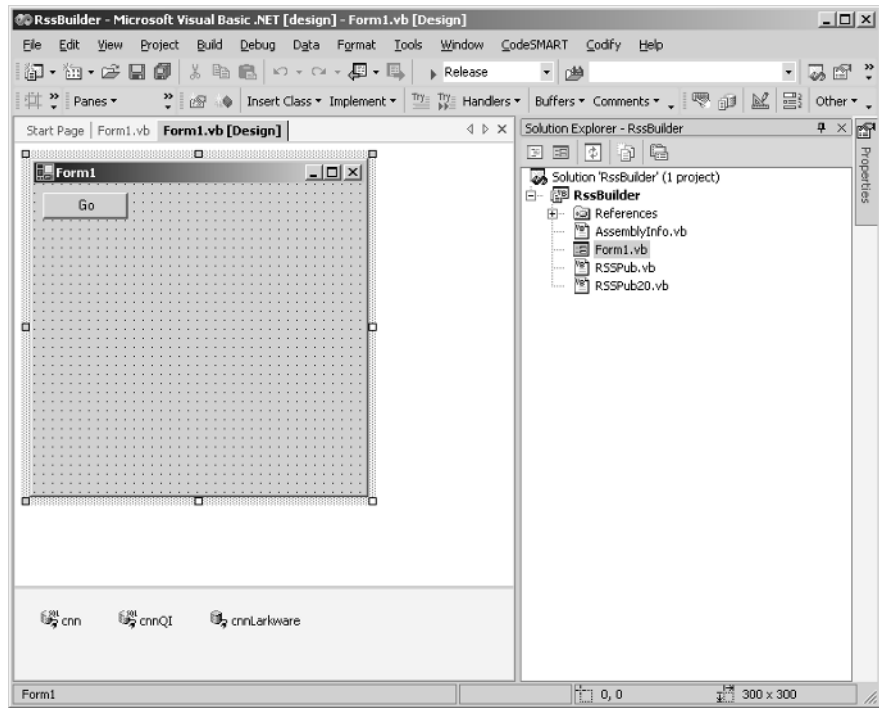 RssBuilder - Microsoft Visual Basic .NET [design] - Form1.vb [Design]
File Edit View Project Build Debug Data Format Tools Window CodeSMART Codify Help
Release
Panes Insert Class Implement Try Try Handlers Buffers Comments Other
Start Page Form1.vb Form1.vb [Design]
Solution Explorer - RssBuilder
Properties
Form1
Go
Solution 'RssBuilder' (1 project)
RssBuilder
References
AssemblyInfo.vb
Form1.vb
RSSPub.vb
RSSPub20.vb
cnn cnnQI cnnLarkware
Form1 0, 0 300 x 300